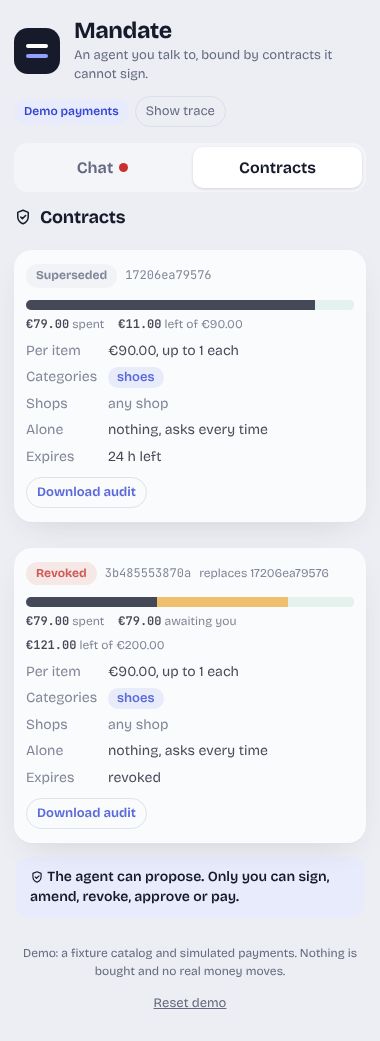 Mandate
An agent you talk to, bound by contracts it
cannot sign.
Demo payments Show trace
Chat Contracts
Contracts
Superseded 17206ea79576
€79.00 spent €11.00 left of €90.00
Per item €90.00, up to 1 each
Categories shoes
Shops any shop
Alone nothing, asks every time
Expires 24 h left
Download audit
Revoked 3b485553870a replaces 17206ea79576
€79.00 spent €79.00 awaiting you
€121.00 left of €200.00
Per item €90.00, up to 1 each
Categories shoes
Shops any shop
Alone nothing, asks every time
Expires revoked
Download audit
The agent can propose. Only you can sign,
amend, revoke, approve or pay.
Demo: a fixture catalog and simulated payments. Nothing is
bought and no real money moves.
Reset demo